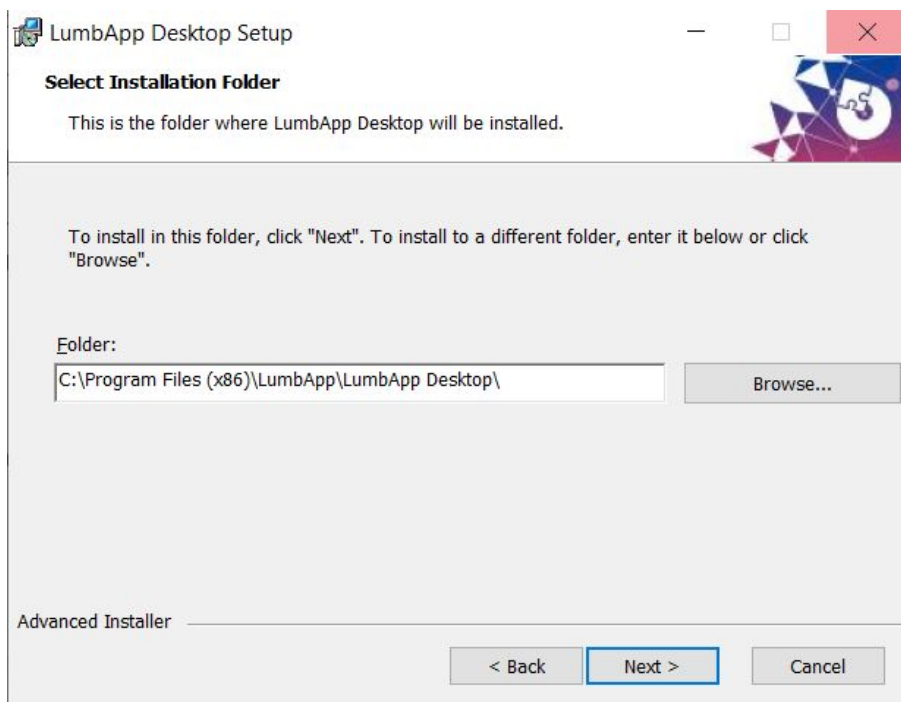 LumbApp Desktop Setup
Select Installation Folder
This is the folder where LumbApp Desktop will be installed.
To install in this folder, click "Next". To install to a different folder, enter it below or click
"Browse".
Folder:
C:\Program Files (x86)\LumbApp\LumbApp Desktop\
Browse...
Advanced Installer
< Back
Next >
Cancel